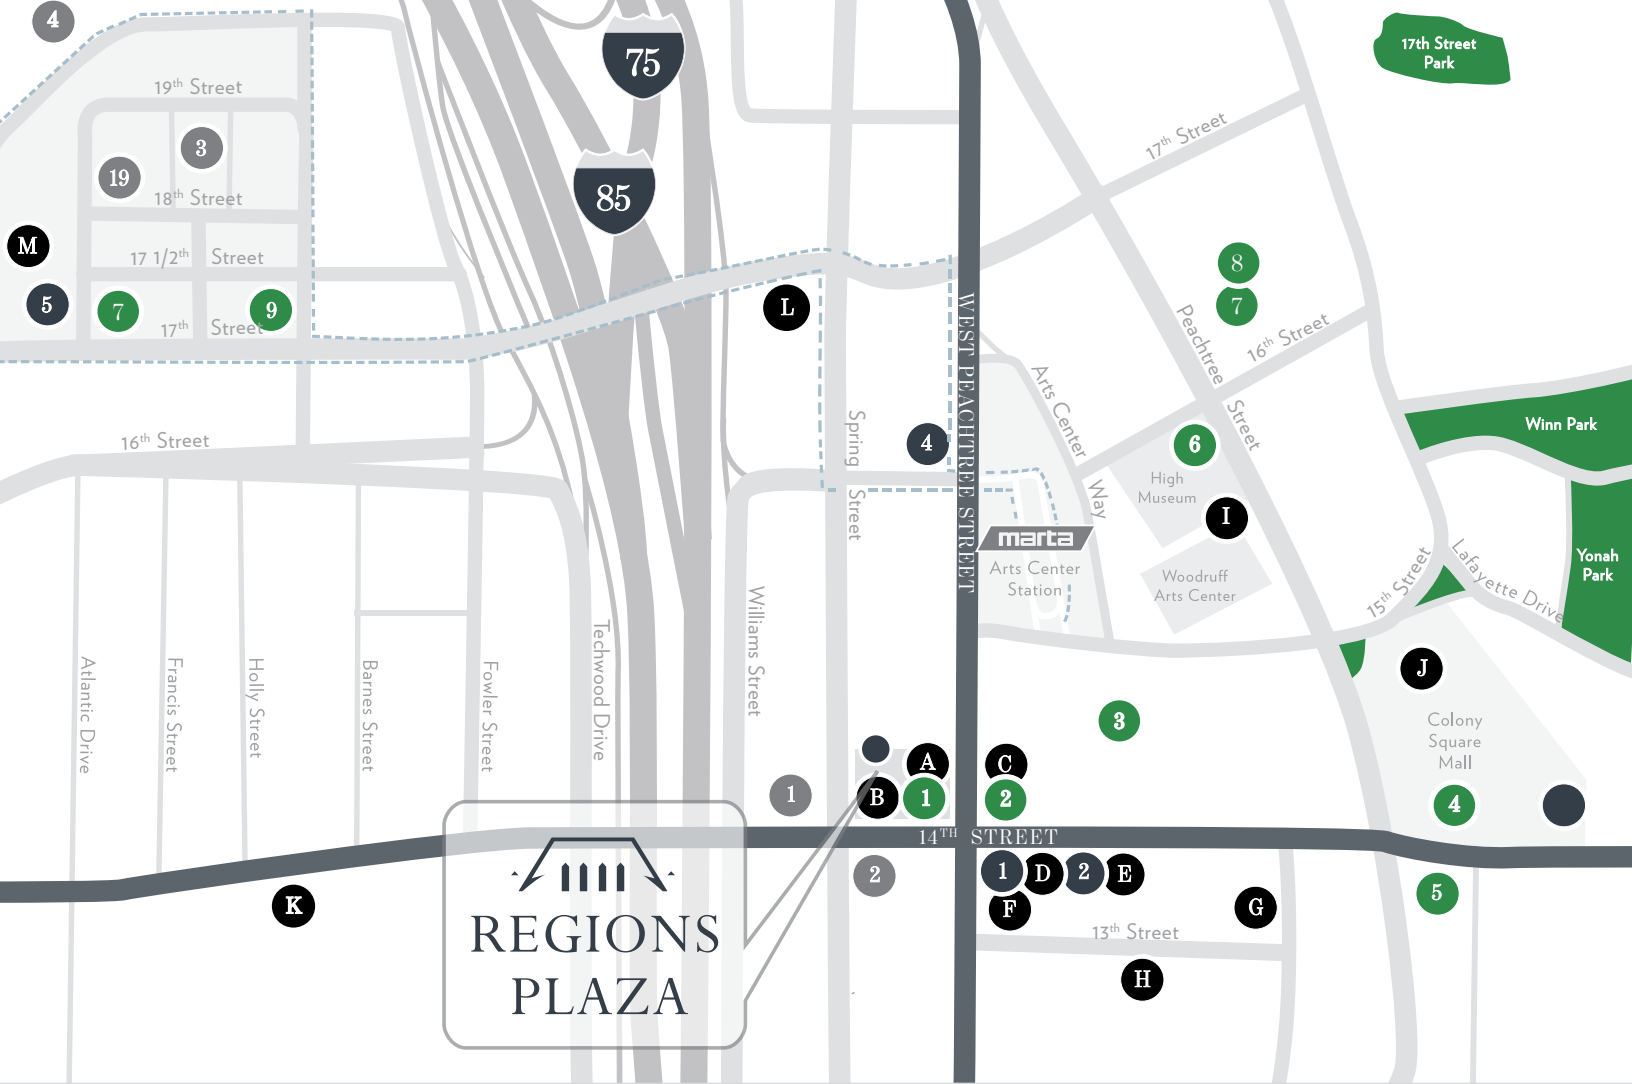 4
75
17th Street
Park
19th Street
17th Street
3
19
85
18th Street
M
17 1/2th Street
8
5
7
9
L
7
17th Street
Peachtree Street
16th Street
WEST PEACHTREE STREET
Arts Center Way
Spring Street
16th Street
4
6
Winn Park
High
Museum
I
marta
Arts Center
Station
Woodruff
Arts Center
15th Street
Lafayette Drive
Yonah
Park
Atlantic Drive
Francis Street
Holly Street
Barnes Street
Fowler Street
Techwood Drive
Williams Street
J
3
Colony
Square
Mall
A
C
1
B
1
2
4
14TH STREET
2
1
D
2
E
5
K
F
G
REGIONS
PLAZA
13th Street
H